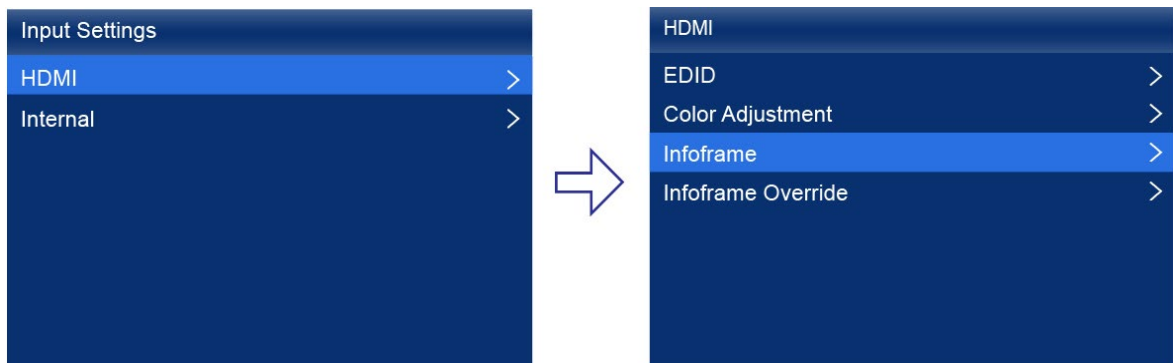 Input Settings
HDMI
Internal
HDMI
EDID
Color Adjustment
Infoframe
Infoframe Override